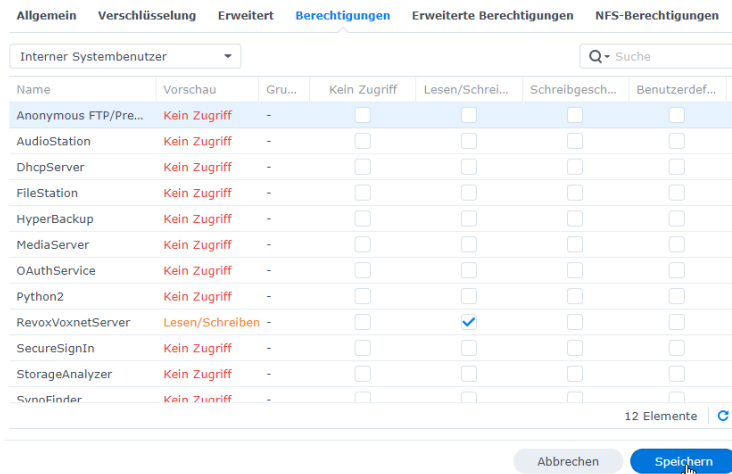 Allgemein Verschlüsselung Erweitert Berechtigungen Erweiterte Berechtigungen NFS-Berechtigungen
Interner Systembenutzer Suche
Name Vorschau Gru... Kein Zugriff Lesen/Schrei... Schreibgesch... Benutzerdef...
Anonymous FTP/Pre... Kein Zugriff -
AudioStation Kein Zugriff -
DhcpServer Kein Zugriff -
FileStation Kein Zugriff -
HyperBackup Kein Zugriff -
MediaServer Kein Zugriff -
OAuthService Kein Zugriff -
Python2 Kein Zugriff -
RevoxVoxnetServer Lesen/Schreiben -
SecureSignIn Kein Zugriff -
StorageAnalyzer Kein Zugriff -
SynoFinder Kein Zugriff -
12 Elemente
Abbrechen Speichern